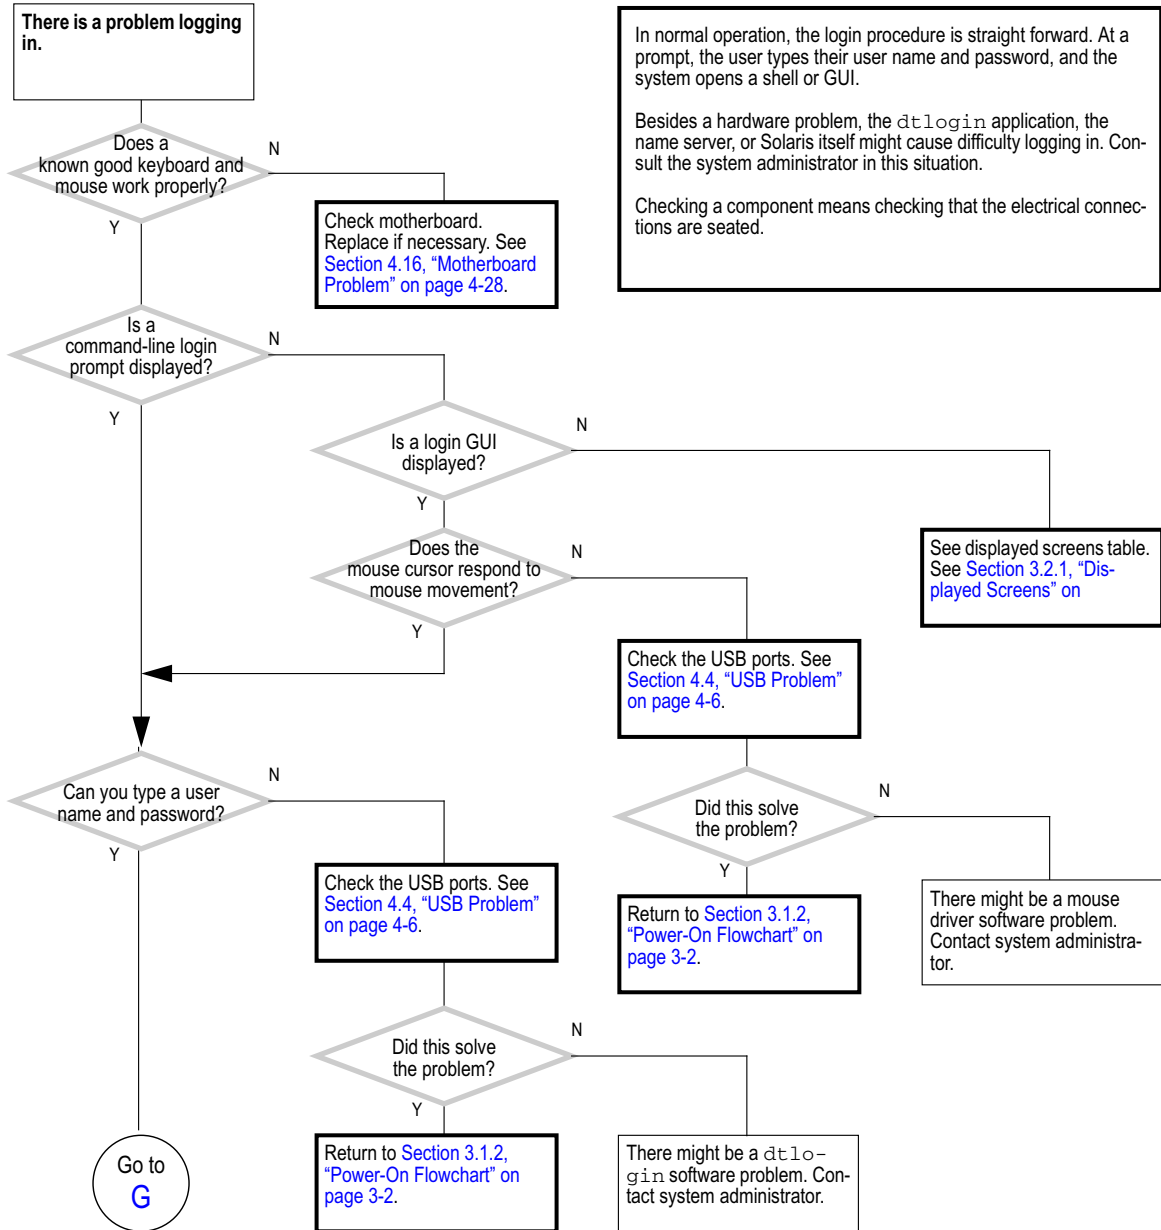 There is a problem logging
in.
In normal operation, the login procedure is straight forward. At a
prompt, the user types their user name and password, and the
system opens a shell or GUI.
Besides a hardware problem, the dtlogin application, the
name server, or Solaris itself might cause difficulty logging in. Con-
sult the system administrator in this situation.
Checking a component means checking that the electrical connec-
tions are seated.
Does a
known good keyboard and
mouse work properly?
N
Y
Check motherboard.
Replace if necessary. See
Section 4.16, “Motherboard
Problem” on page 4-28.
Is a
command-line login
prompt displayed?
N
Y
Is a login GUI
displayed?
N
Y
See displayed screens table.
See Section 3.2.1, “Dis-
played Screens” on
Does the
mouse cursor respond to
mouse movement?
N
Y
Check the USB ports. See
Section 4.4, “USB Problem”
on page 4-6.
Can you type a user
name and password?
N
Y
Did this solve
the problem?
N
Y
Check the USB ports. See
Section 4.4, “USB Problem”
on page 4-6.
Return to Section 3.1.2,
“Power-On Flowchart” on
page 3-2.
There might be a mouse
driver software problem.
Contact system administra-
tor.
Did this solve
the problem?
N
Y
Go to
G
Return to Section 3.1.2,
“Power-On Flowchart” on
page 3-2.
There might be a dtlo-
gin software problem. Con-
tact system administrator.